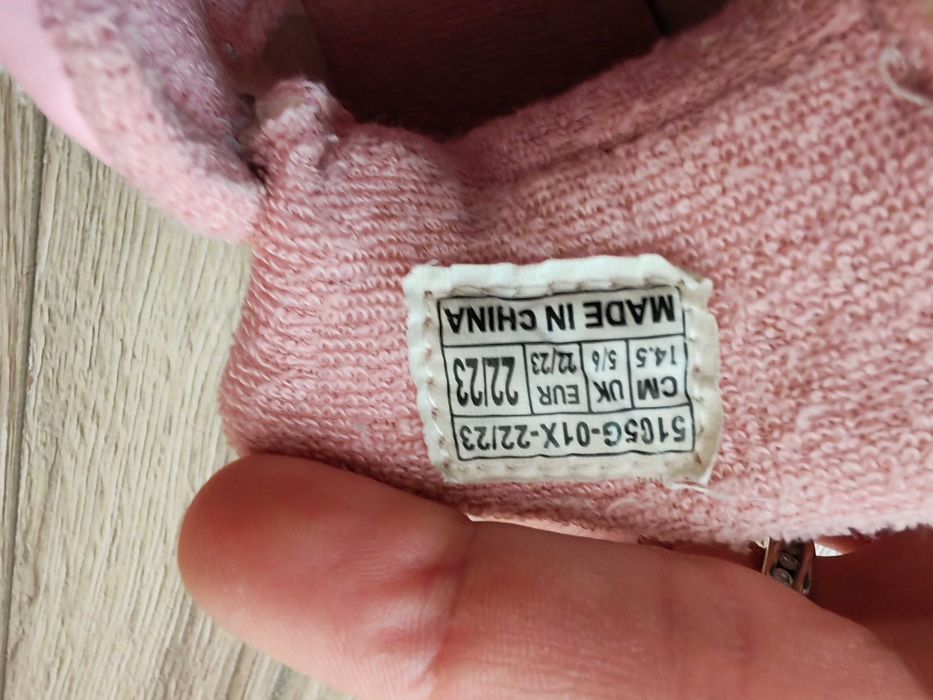 5165G-01X-22/23
CM UK EUR 22/23
14.5 5/6 22/23
MADE IN CHINA